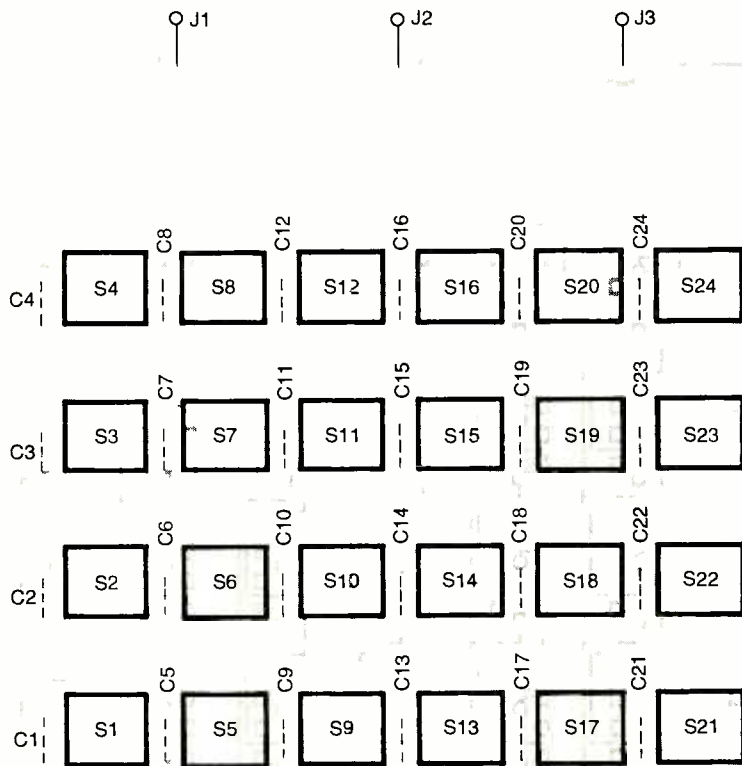 J1 J2 J3
C8 C12 C16 C20 C24
C4 S4 S8 S12 S16 S20 S24
C7 C11 C15 C19 C23
C3 S3 S7 S11 S15 S19 S23
C6 C10 C14 C18 C22
C2 S2 S6 S10 S14 S18 S22
C5 C9 C13 C17 C21
C1 S1 S5 S9 S13 S17 S21